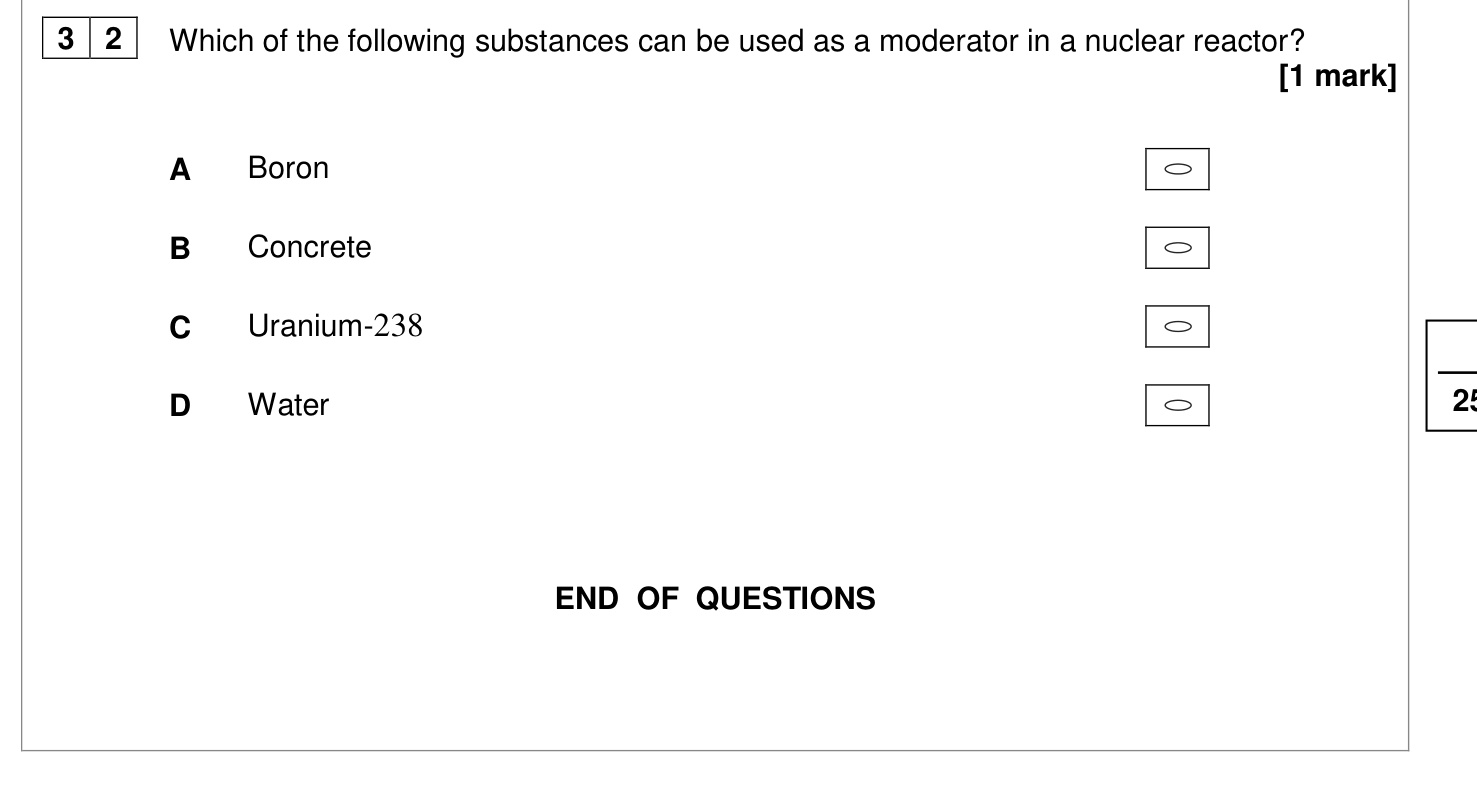 3 2 Which of the following substances can be used as a moderator in a nuclear reactor?
[1 mark]
A Boron
B Concrete
C Uranium-238
D Water
25
END OF QUESTIONS